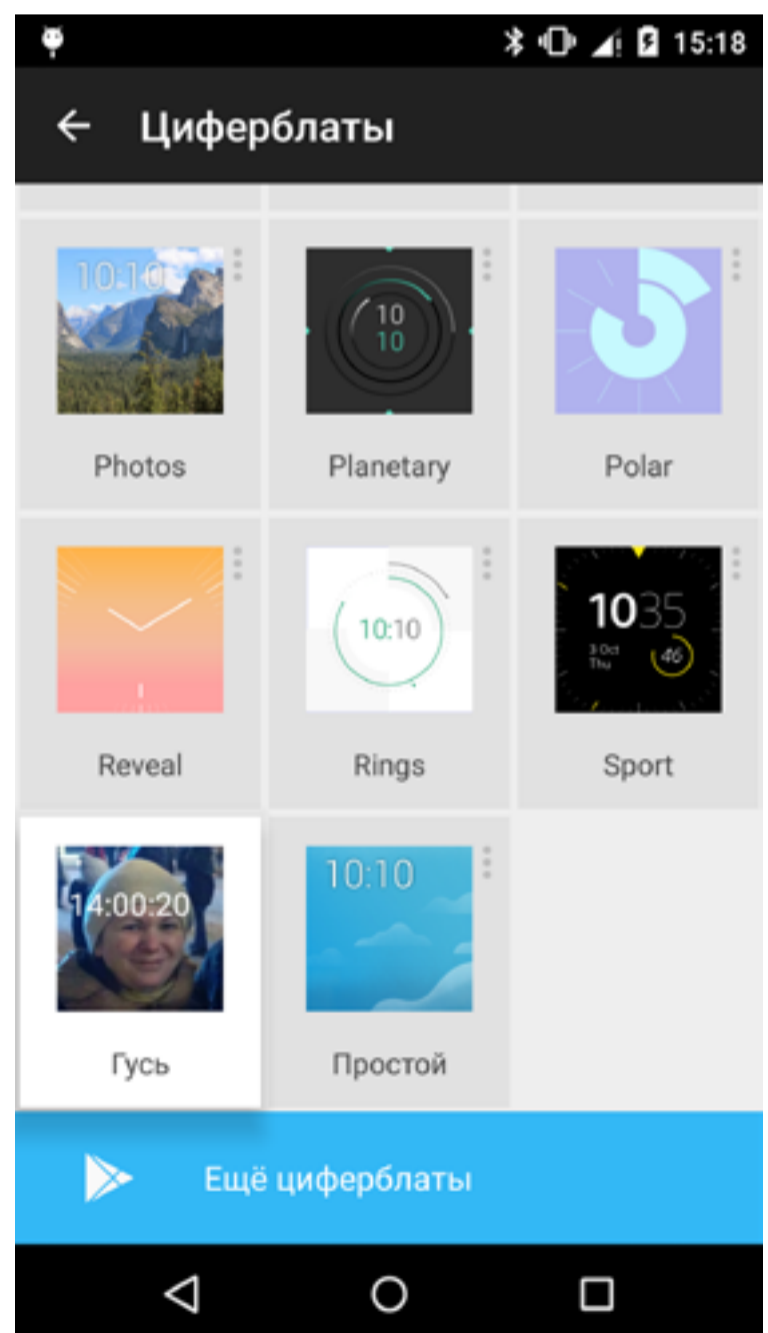 15:18
Циферблаты
10:10
10
10
Photos
Planetary
Polar
10:10
1035
3 Oct
Thu
46
Reveal
Rings
Sport
14:00:20
10:10
Гусь
Простой
Ещё циферблаты